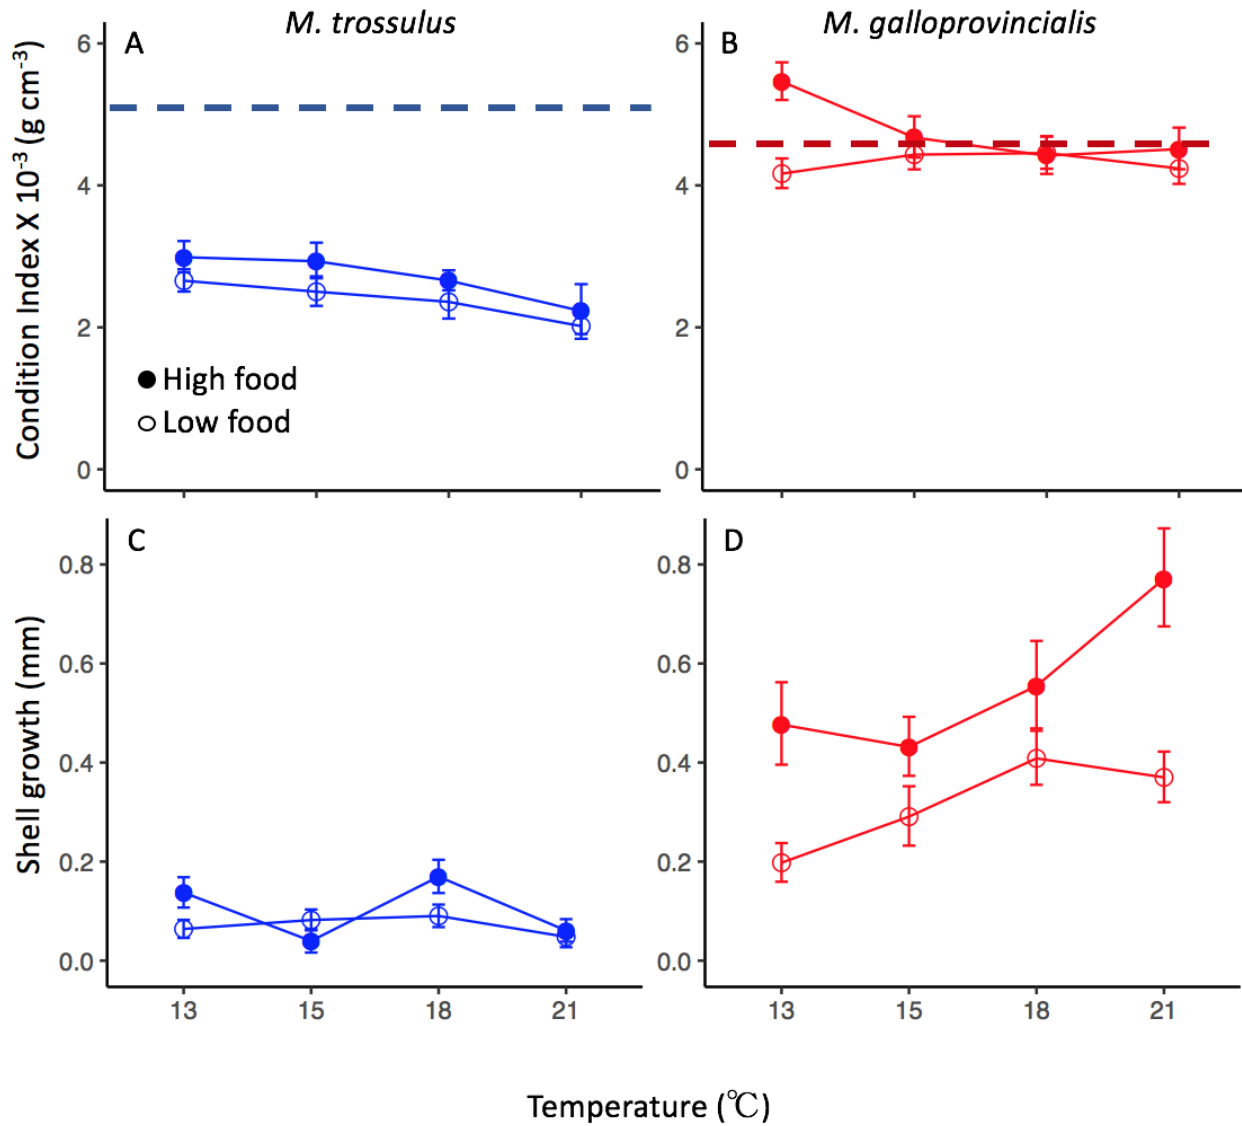 M. trossulus
M. galloprovincialis
A
B
Condition Index X 10⁻³ (g cm⁻³)
6
4
2
0
High food
Low food
6
4
2
0
C
D
Shell growth (mm)
0.8
0.6
0.4
0.2
0.0
13 15 18 21
0.8
0.6
0.4
0.2
0.0
13 15 18 21
Temperature (℃)